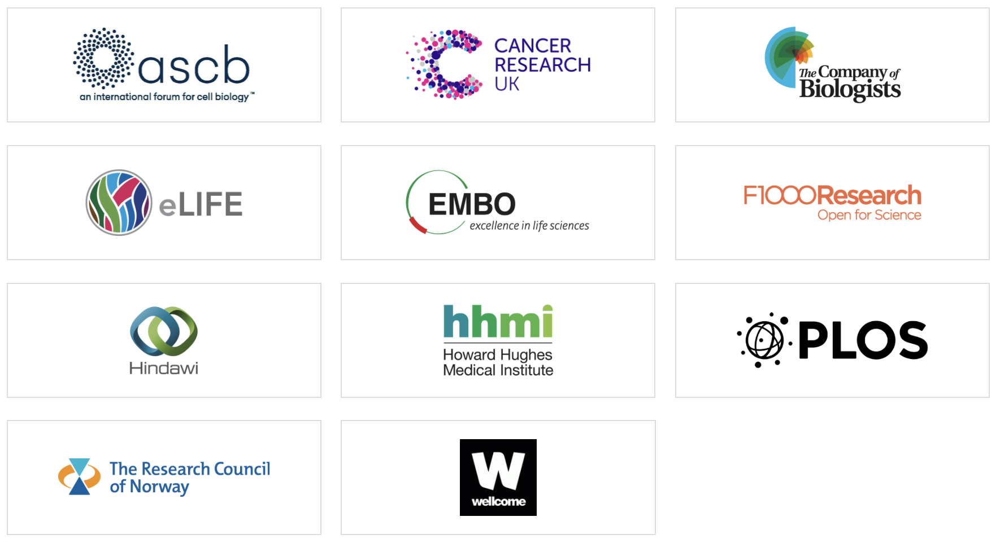 ascb
an international forum for cell biology™
CANCER
RESEARCH
UK
The Company of
Biologists
eLIFE
EMBO
excellence in life sciences
F1000Research
Open for Science
Hindawi
hhmi
Howard Hughes
Medical Institute
PLOS
The Research Council
of Norway
W
wellcome